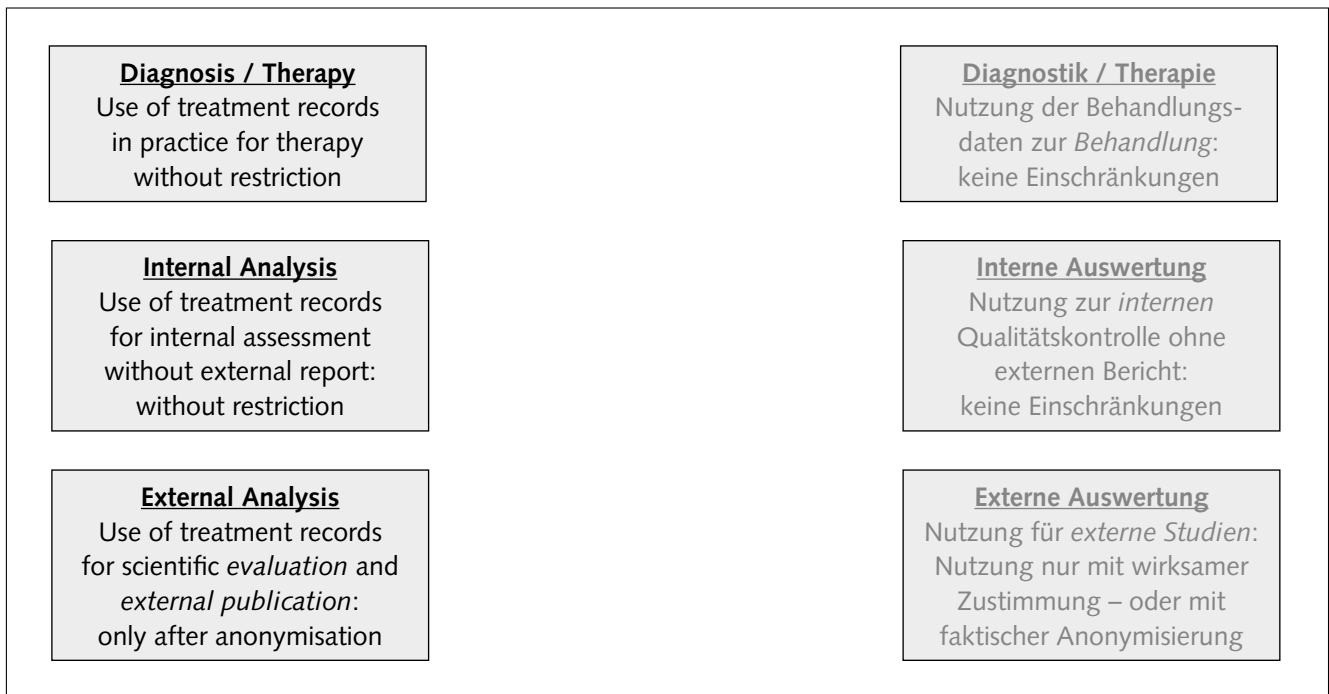 Diagnosis / Therapy
Use of treatment records
in practice for therapy
without restriction
Diagnostik / Therapie
Nutzung der Behandlungs-
daten zur Behandlung:
keine Einschränkungen
Internal Analysis
Use of treatment records
for internal assessment
without external report:
without restriction
Interne Auswertung
Nutzung zur internen
Qualitätskontrolle ohne
externen Bericht:
keine Einschränkungen
External Analysis
Use of treatment records
for scientific evaluation and
external publication:
only after anonymisation
Externe Auswertung
Nutzung für externe Studien:
Nutzung nur mit wirksamer
Zustimmung – oder mit
faktischer Anonymisierung